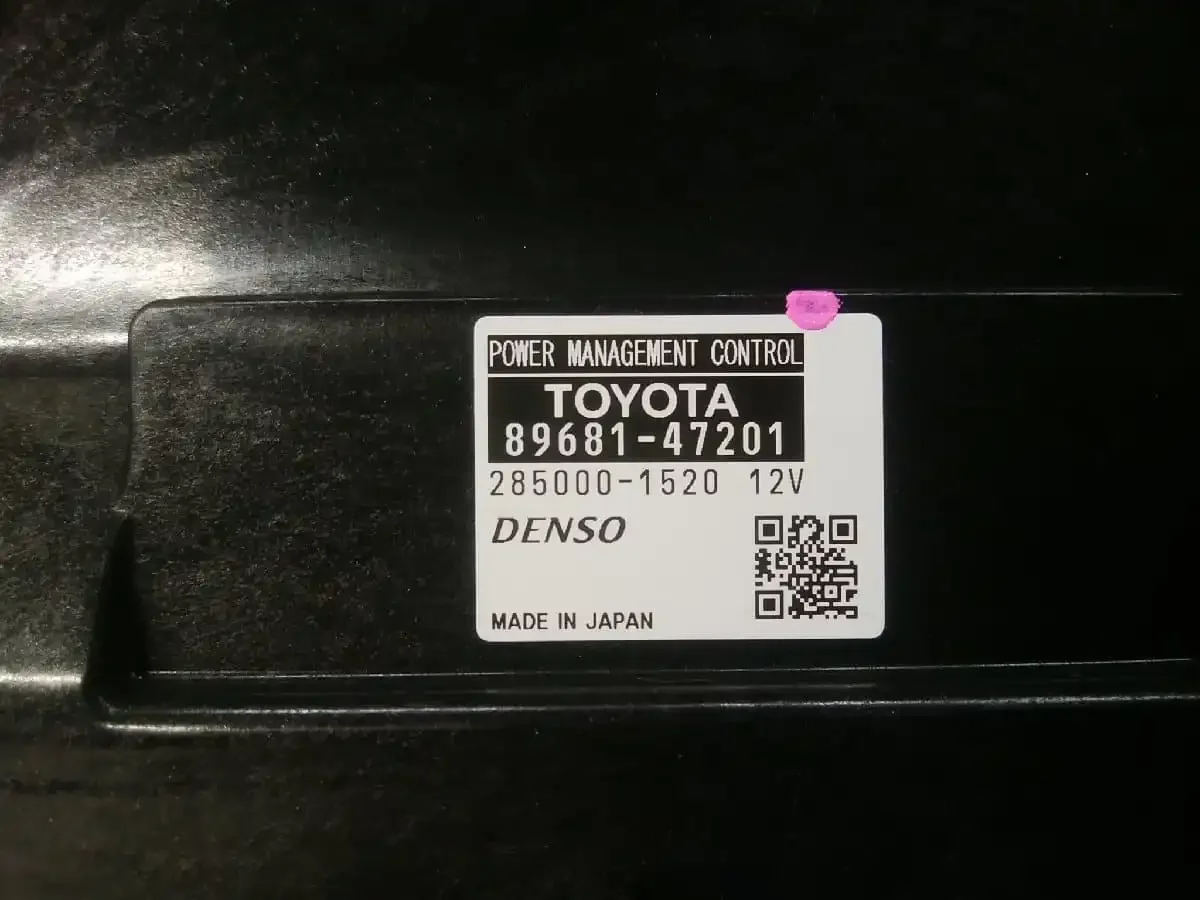 POWER MANAGEMENT CONTROL
TOYOTA
89681-47201
285000-1520 12V
DENSO
MADE IN JAPAN